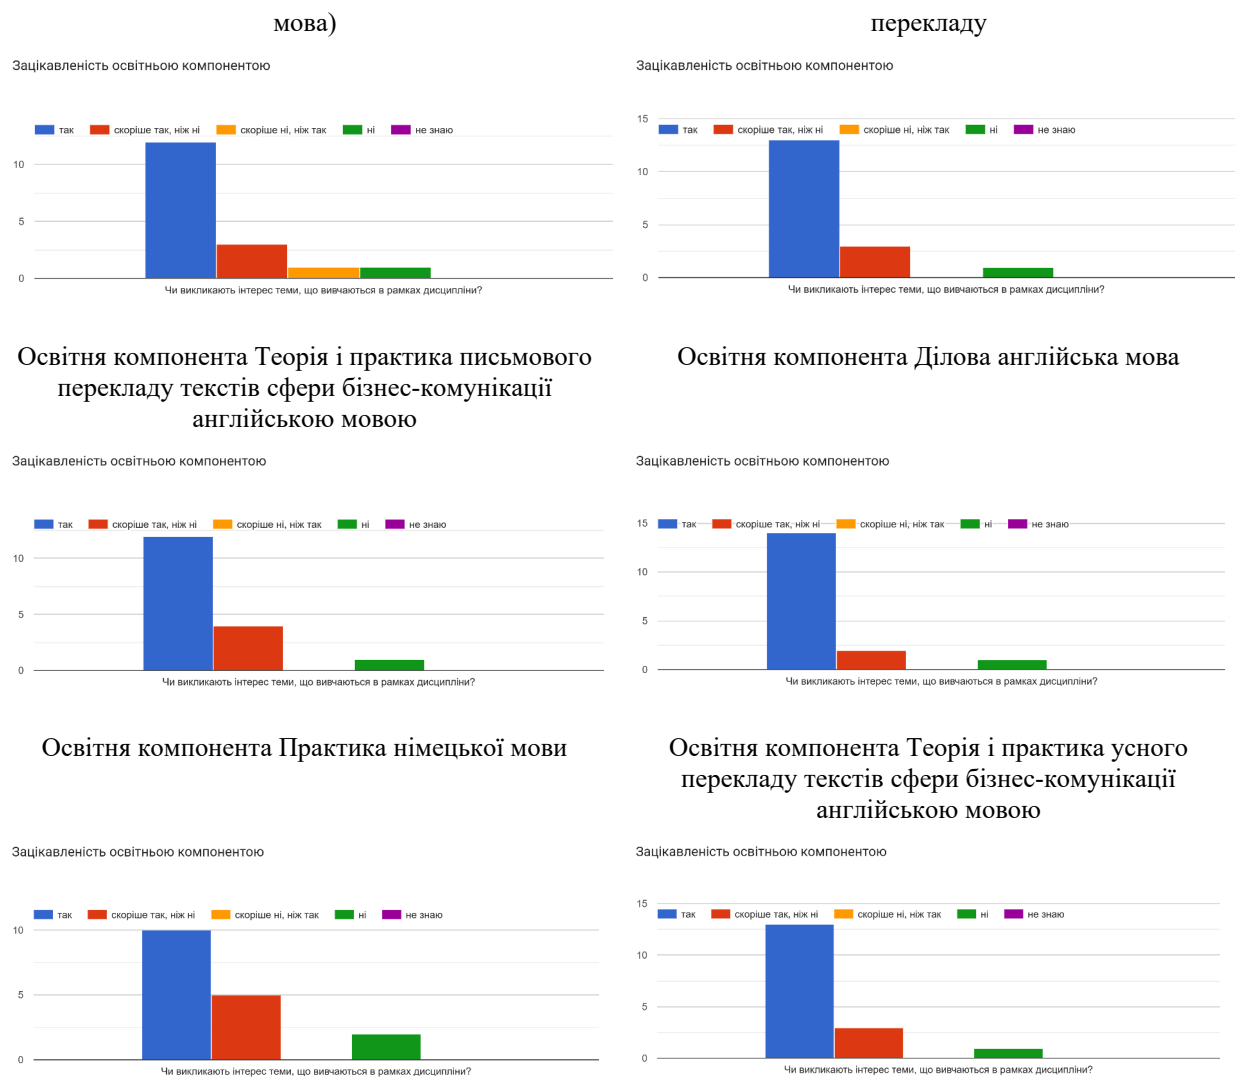 мова)
перекладу
Зацікавленість освітньою компонентою
так скоріше так, ніж ні скоріше ні, ніж так ні не знаю
10
5
0
Чи викликають інтерес теми, що вивчаються в рамках дисципліни?
Зацікавленість освітньою компонентою
15
так скоріше так, ніж ні скоріше ні, ніж так ні не знаю
10
5
0
Чи викликають інтерес теми, що вивчаються в рамках дисципліни?
Освітня компонента Теорія і практика письмового
перекладу текстів сфери бізнес-комунікації
англійською мовою
Освітня компонента Ділова англійська мова
Зацікавленість освітньою компонентою
так скоріше так, ніж ні скоріше ні, ніж так ні не знаю
10
5
0
Чи викликають інтерес теми, що вивчаються в рамках дисципліни?
Зацікавленість освітньою компонентою
15 так скоріше так, ніж ні скоріше ні, ніж так ні не знаю
10
5
0
Чи викликають інтерес теми, що вивчаються в рамках дисципліни?
Освітня компонента Практика німецької мови
Освітня компонента Теорія і практика усного
перекладу текстів сфери бізнес-комунікації
англійською мовою
Зацікавленість освітньою компонентою
так скоріше так, ніж ні скоріше ні, ніж так ні не знаю
10
5
0
Чи викликають інтерес теми, що вивчаються в рамках дисципліни?
Зацікавленість освітньою компонентою
15
так скоріше так, ніж ні скоріше ні, ніж так ні не знаю
10
5
0
Чи викликають інтерес теми, що вивчаються в рамках дисципліни?